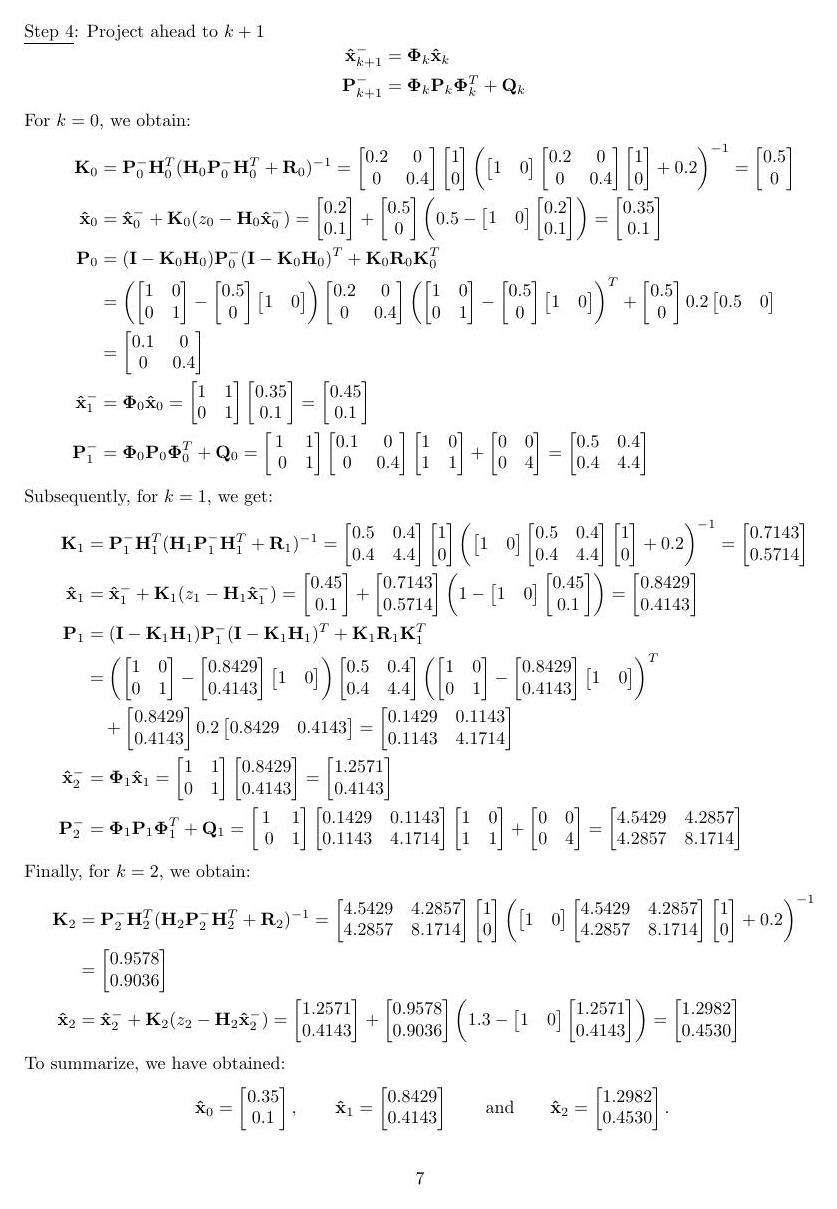 Step 4: Project ahead to k + 1
x̂⁻ₖ₊₁ = Φₖx̂ₖ
P⁻ₖ₊₁ = ΦₖPₖΦₖᵀ + Qₖ
For k = 0, we obtain:
K₀ = P₀⁻H₀ᵀ(H₀P₀⁻H₀ᵀ + R₀)⁻¹ = [0.2 0; 0 0.4] [1; 0] ([1 0] [0.2 0; 0 0.4] [1; 0] + 0.2)⁻¹ = [0.5; 0]
x̂₀ = x̂₀⁻ + K₀(z₀ − H₀x̂₀⁻) = [0.2; 0.1] + [0.5; 0] (0.5 − [1 0] [0.2; 0.1]) = [0.35; 0.1]
P₀ = (I − K₀H₀)P₀⁻(I − K₀H₀)ᵀ + K₀R₀K₀ᵀ
= ([1 0; 0 1] − [0.5; 0] [1 0]) [0.2 0; 0 0.4] ([1 0; 0 1] − [0.5; 0] [1 0])ᵀ + [0.5; 0] 0.2 [0.5 0]
= [0.1 0; 0 0.4]
x̂₁⁻ = Φ₀x̂₀ = [1 1; 0 1] [0.35; 0.1] = [0.45; 0.1]
P₁⁻ = Φ₀P₀Φ₀ᵀ + Q₀ = [1 1; 0 1] [0.1 0; 0 0.4] [1 0; 1 1] + [0 0; 0 4] = [0.5 0.4; 0.4 4.4]
Subsequently, for k = 1, we get:
K₁ = P₁⁻H₁ᵀ(H₁P₁⁻H₁ᵀ + R₁)⁻¹ = [0.5 0.4; 0.4 4.4] [1; 0] ([1 0] [0.5 0.4; 0.4 4.4] [1; 0] + 0.2)⁻¹ = [0.7143; 0.5714]
x̂₁ = x̂₁⁻ + K₁(z₁ − H₁x̂₁⁻) = [0.45; 0.1] + [0.7143; 0.5714] (1 − [1 0] [0.45; 0.1]) = [0.8429; 0.4143]
P₁ = (I − K₁H₁)P₁⁻(I − K₁H₁)ᵀ + K₁R₁K₁ᵀ
= ([1 0; 0 1] − [0.8429; 0.4143] [1 0]) [0.5 0.4; 0.4 4.4] ([1 0; 0 1] − [0.8429; 0.4143] [1 0])ᵀ
+ [0.8429; 0.4143] 0.2 [0.8429 0.4143] = [0.1429 0.1143; 0.1143 4.1714]
x̂₂⁻ = Φ₁x̂₁ = [1 1; 0 1] [0.8429; 0.4143] = [1.2571; 0.4143]
P₂⁻ = Φ₁P₁Φ₁ᵀ + Q₁ = [1 1; 0 1] [0.1429 0.1143; 0.1143 4.1714] [1 0; 1 1] + [0 0; 0 4] = [4.5429 4.2857; 4.2857 8.1714]
Finally, for k = 2, we obtain:
K₂ = P₂⁻H₂ᵀ(H₂P₂⁻H₂ᵀ + R₂)⁻¹ = [4.5429 4.2857; 4.2857 8.1714] [1; 0] ([1 0] [4.5429 4.2857; 4.2857 8.1714] [1; 0] + 0.2)⁻¹
= [0.9578; 0.9036]
x̂₂ = x̂₂⁻ + K₂(z₂ − H₂x̂₂⁻) = [1.2571; 0.4143] + [0.9578; 0.9036] (1.3 − [1 0] [1.2571; 0.4143]) = [1.2982; 0.4530]
To summarize, we have obtained:
x̂₀ = [0.35; 0.1], x̂₁ = [0.8429; 0.4143] and x̂₂ = [1.2982; 0.4530].
7